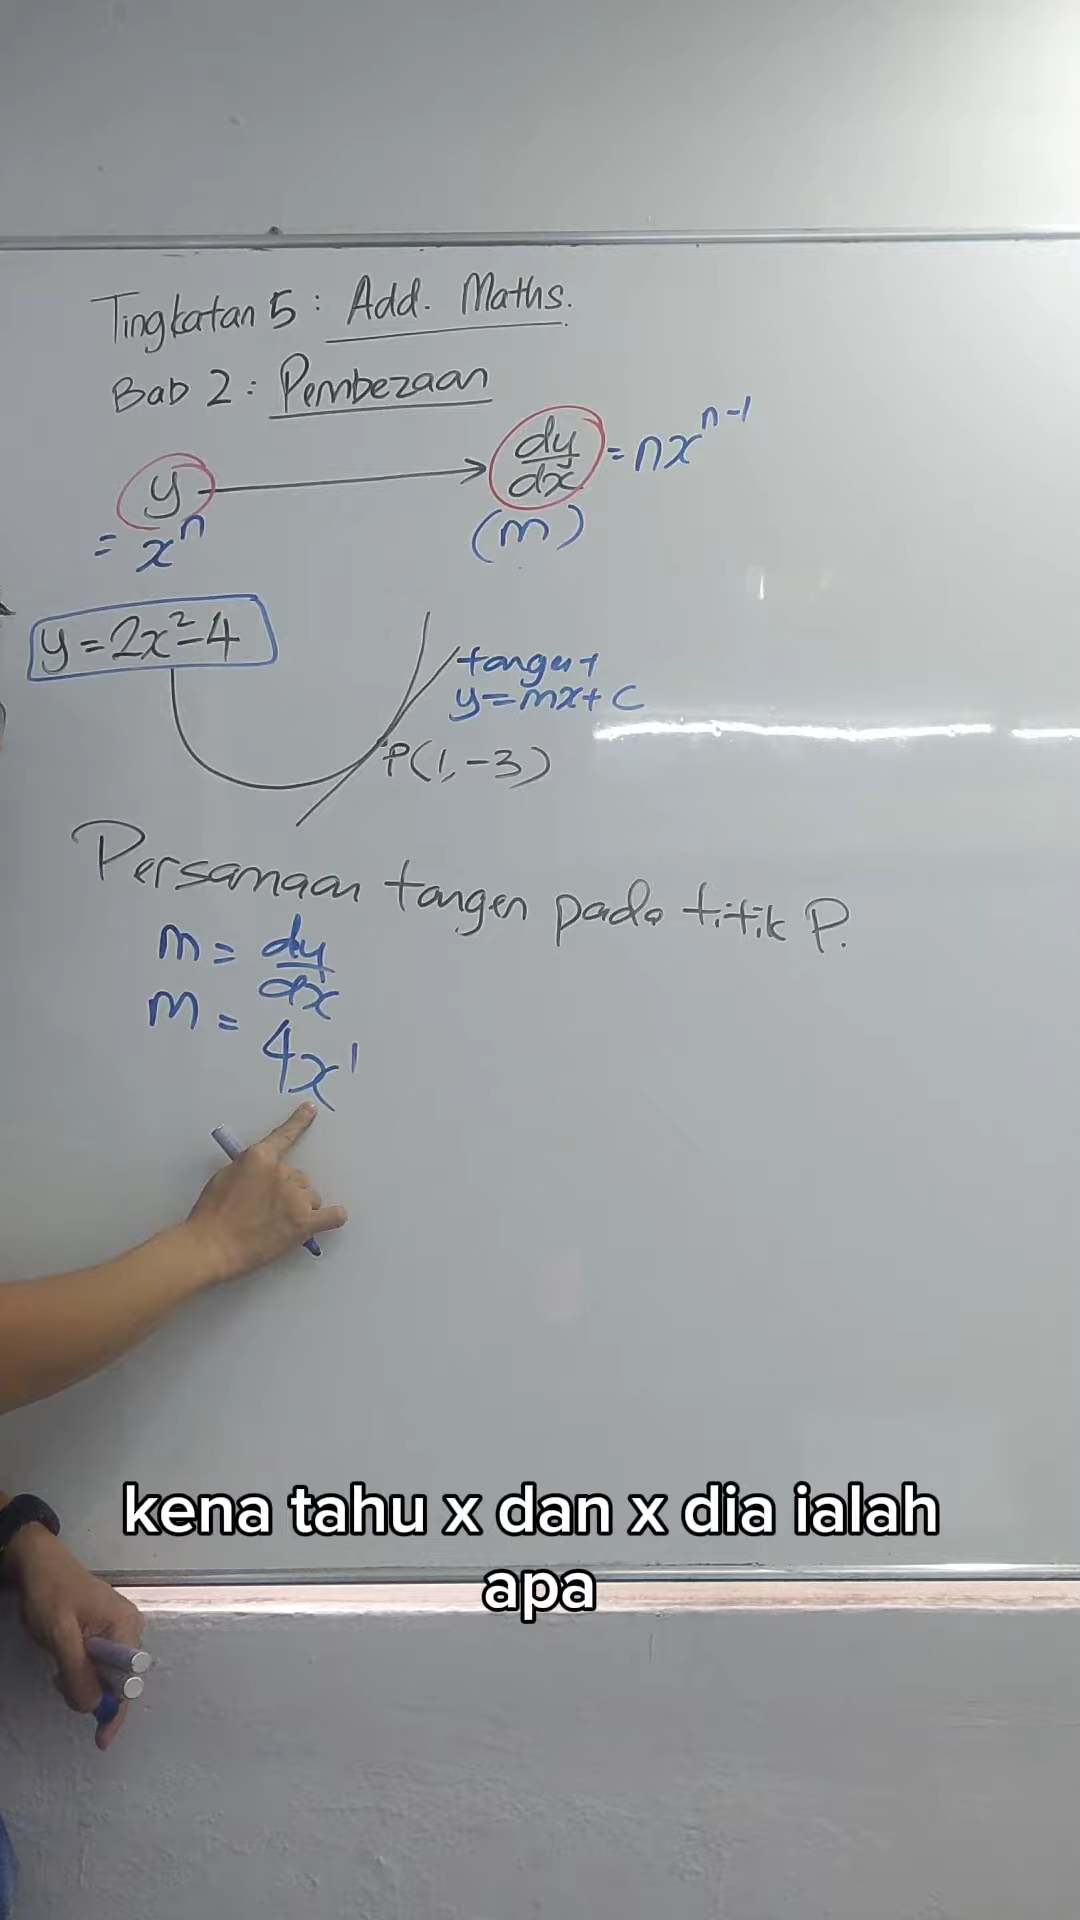 Tingkatan 5 : Add. Maths.
Bab 2 : Pembezaan
y → dy/dx = nx^(n-1)
= x^n (m)
y = 2x²-4
tangen
y = mx + c
P(1, -3)
Persamaan tangen pada titik P.
m = dy/dx
m =
4x¹
kena tahu x dan x dia ialah
apa